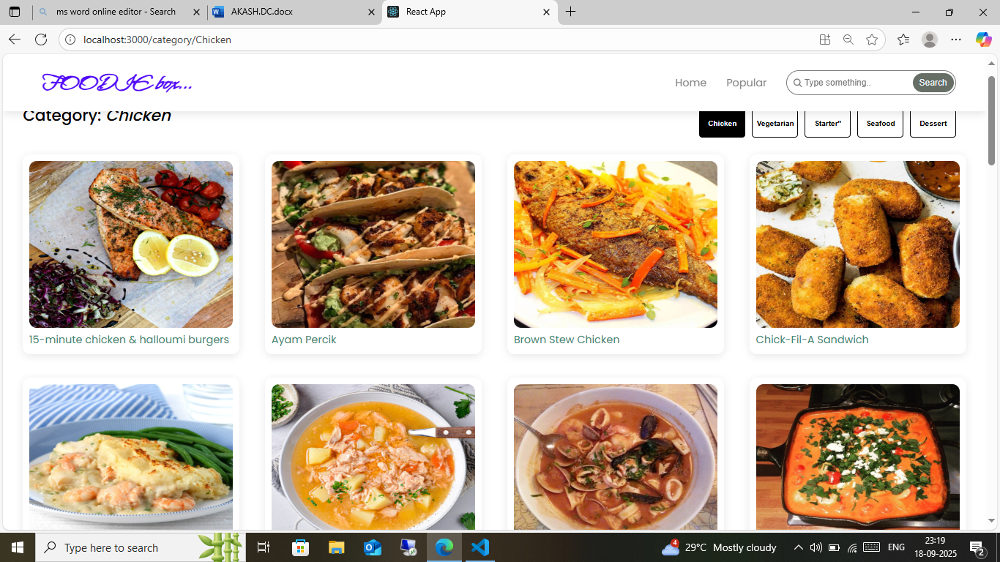 ms word online editor - Search
AKASH.DC.docx
React App
localhost:3000/category/Chicken
FOODIE box...
Home
Popular
Type something..
Search
Category: Chicken
Chicken
Vegetarian
Starter"
Seafood
Dessert
15-minute chicken & halloumi burgers
Ayam Percik
Brown Stew Chicken
Chick-Fil-A Sandwich
Type here to search
4
29°C Mostly cloudy
ENG
23:19
18-09-2025
2